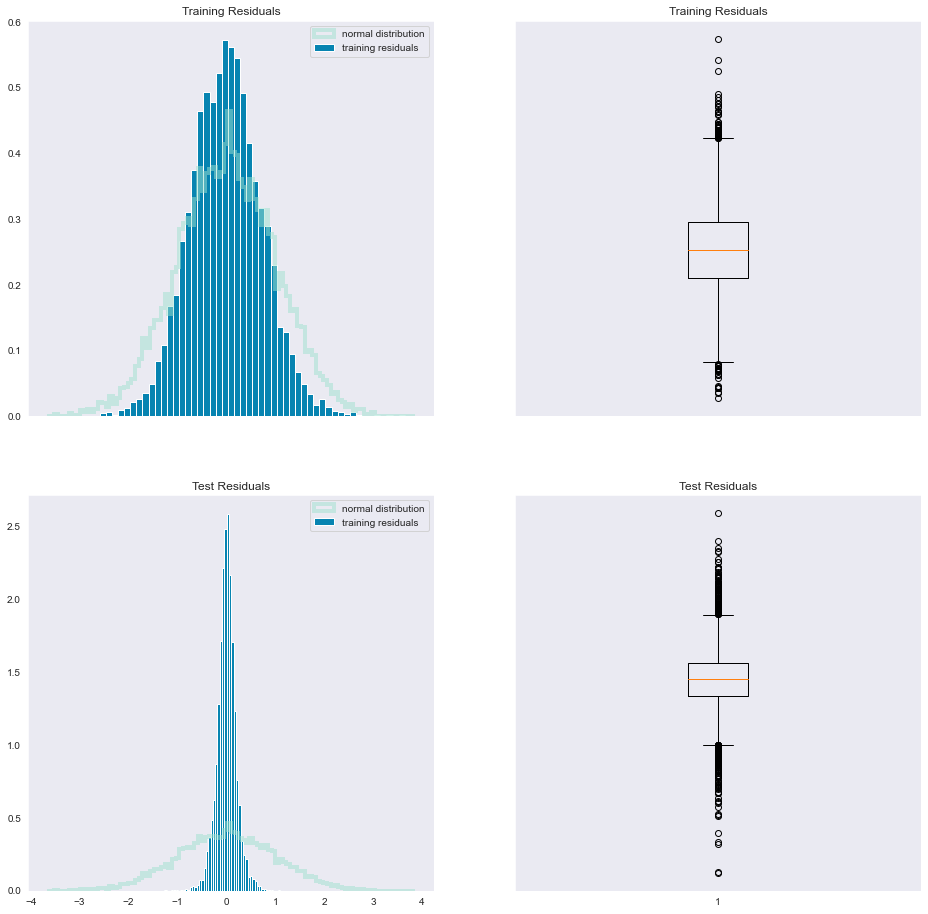 Training Residuals
Training Residuals
0.6
0.5
0.4
0.3
0.2
0.1
0.0
normal distribution
training residuals
Test Residuals
Test Residuals
2.5
2.0
1.5
1.0
0.5
0.0
normal distribution
training residuals
−4 −3 −2 −1 0 1 2 3 4
1